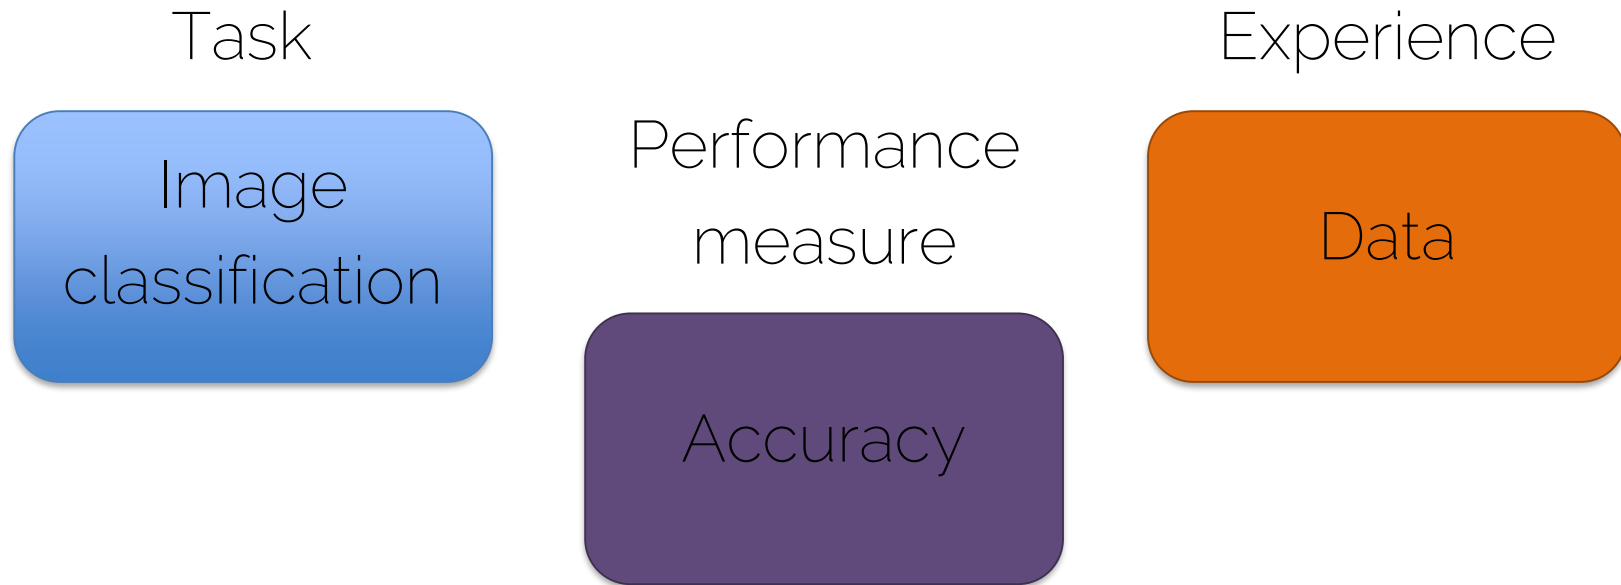 Task
Image
classification
Performance
measure
Accuracy
Experience
Data